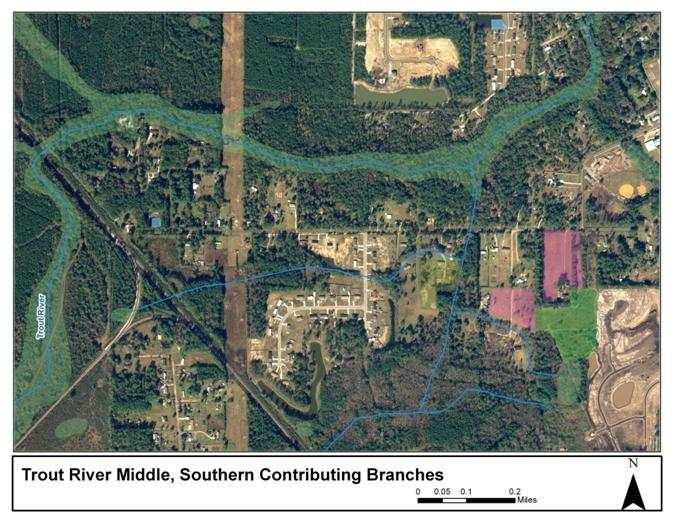 Trout River
Trout River Middle, Southern Contributing Branches
N
0 0.05 0.1 0.2
Miles